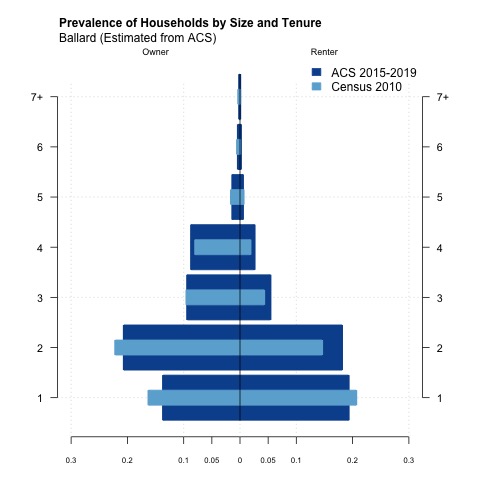 Prevalence of Households by Size and Tenure
Ballard (Estimated from ACS)
Owner Renter
ACS 2015-2019
Census 2010
7+ 7+
6 6
5 5
4 4
3 3
2 2
1 1
0.3 0.2 0.1 0.05 0 0.05 0.1 0.2 0.3